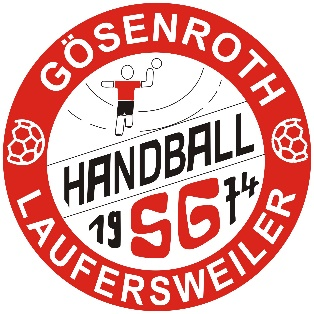 GÖSENROTH
HANDBALL
19 SG 74
LAUFERSWEILER